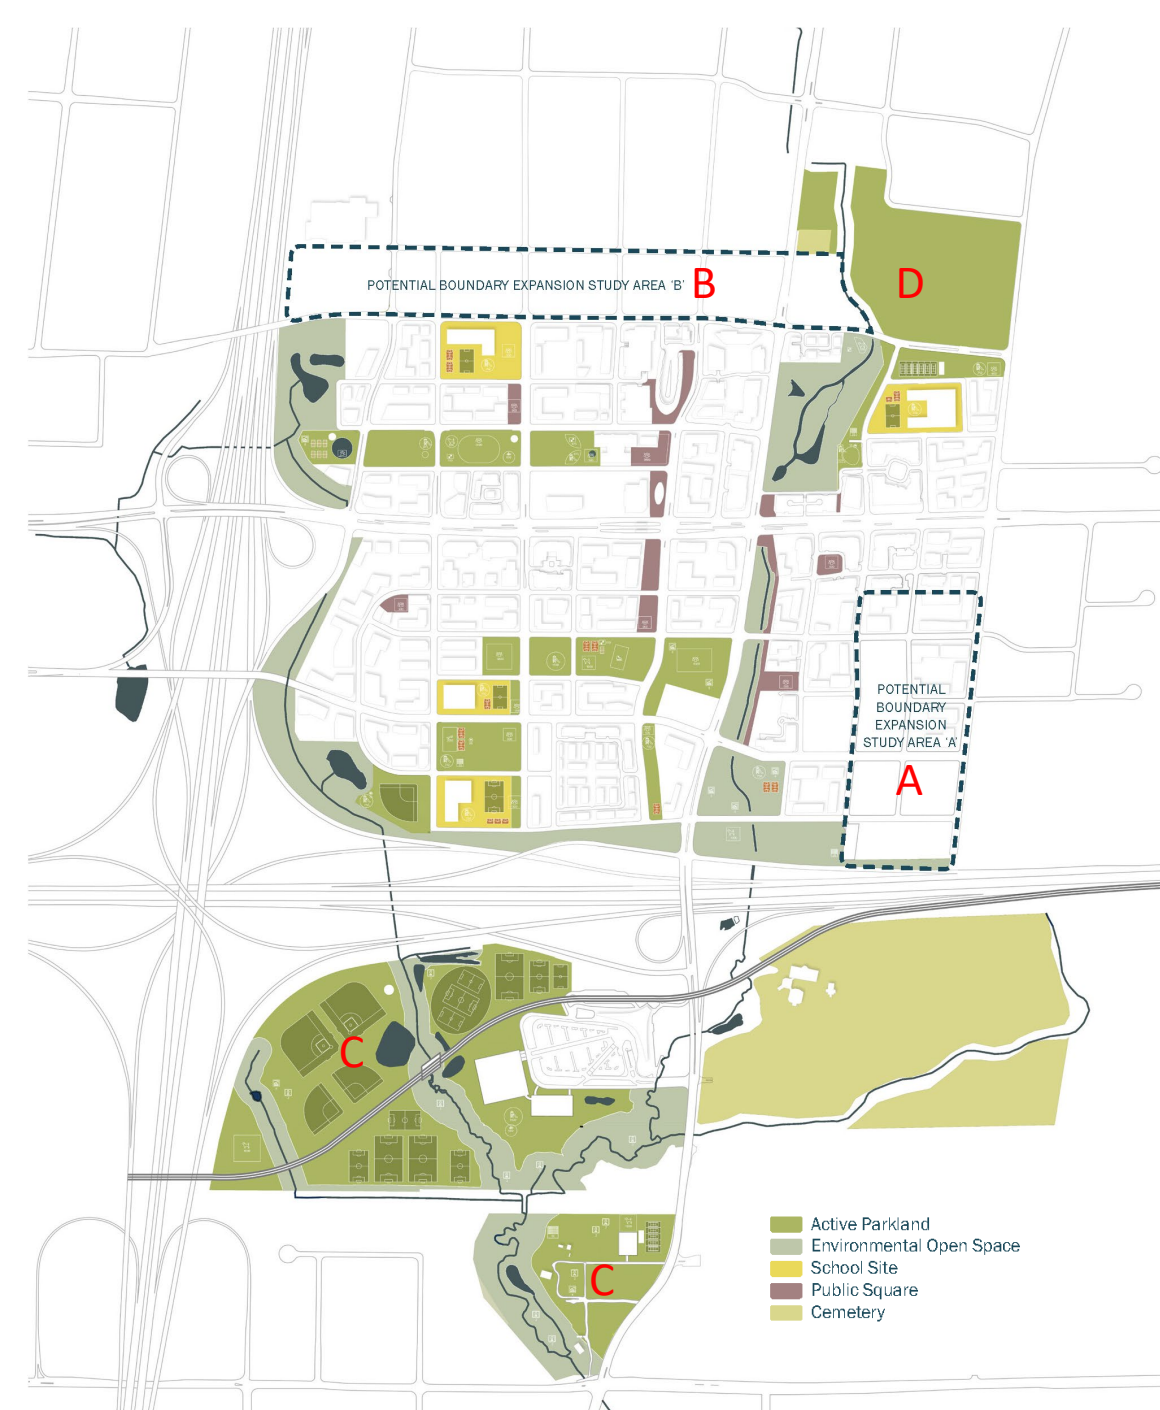 D
POTENTIAL BOUNDARY EXPANSION STUDY AREA 'B' B
POTENTIAL
BOUNDARY
EXPANSION
STUDY AREA 'A'
A
C
C
Active Parkland
Environmental Open Space
School Site
Public Square
Cemetery